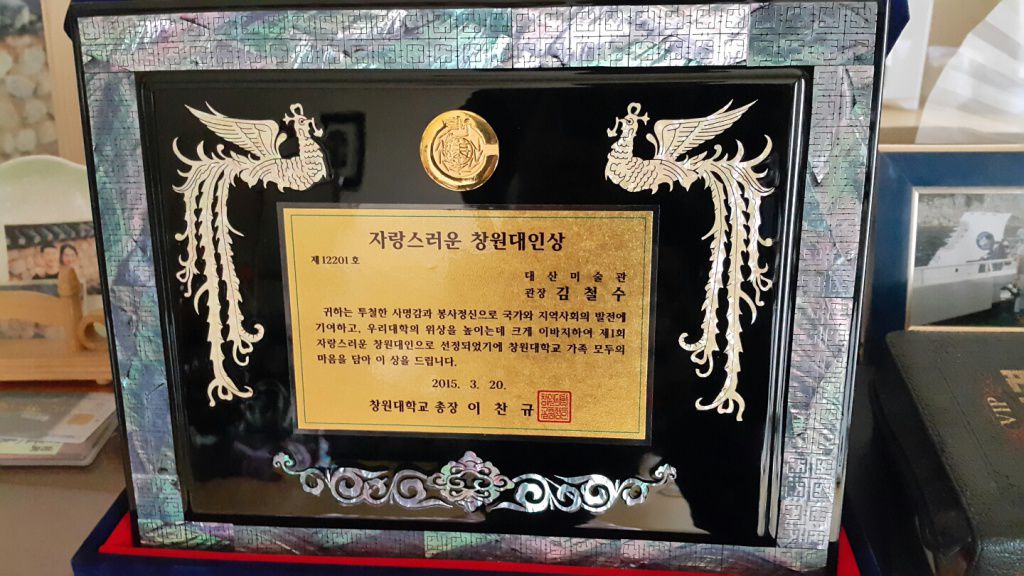 자랑스러운 창원대인상
제12201호
대산미술관
관장 김철수
귀하는 투철한 사명감과 봉사정신으로 국가와 지역사회의 발전에
기여하고, 우리대학의 위상을 높이는데 크게 이바지하여 제1회
자랑스러운 창원대인으로 선정되었기에 창원대학교 가족 모두의
마음을 담아 이 상을 드립니다.
2015. 3. 20.
창원대학교 총장 이찬규
VIP